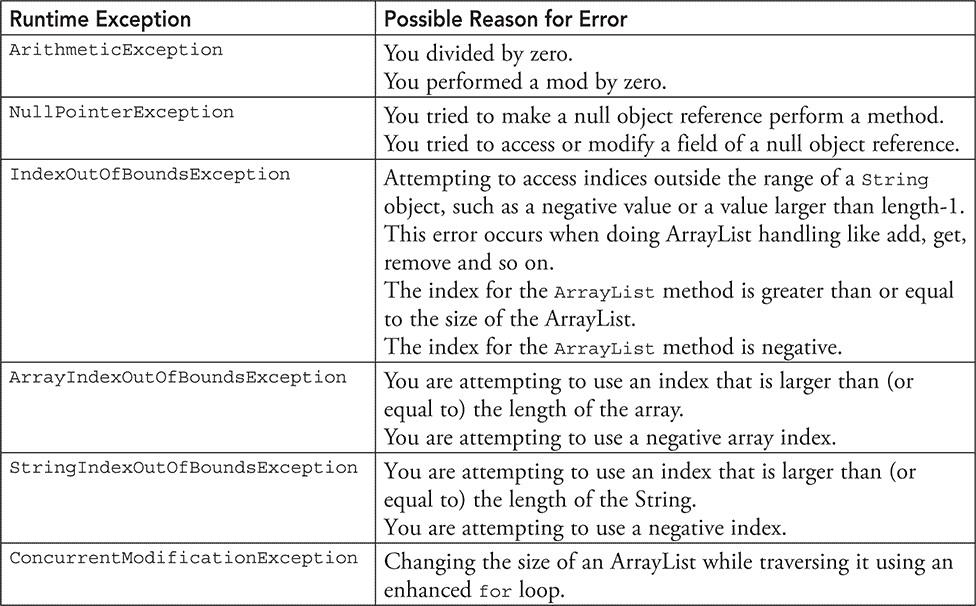 Runtime Exception
Possible Reason for Error
ArithmeticException
You divided by zero.
You performed a mod by zero.
NullPointerException
You tried to make a null object reference perform a method.
You tried to access or modify a field of a null object reference.
IndexOutOfBoundsException
Attempting to access indices outside the range of a String
object, such as a negative value or a value larger than length-1.
This error occurs when doing ArrayList handling like add, get,
remove and so on.
The index for the ArrayList method is greater than or equal
to the size of the ArrayList.
The index for the ArrayList method is negative.
ArrayIndexOutOfBoundsException
You are attempting to use an index that is larger than (or
equal to) the length of the array.
You are attempting to use a negative array index.
StringIndexOutOfBoundsException
You are attempting to use an index that is larger than (or
equal to) the length of the String.
You are attempting to use a negative index.
ConcurrentModificationException
Changing the size of an ArrayList while traversing it using an
enhanced for loop.